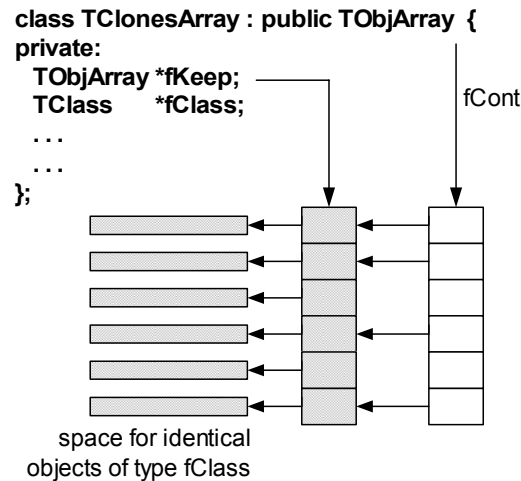 class TClonesArray : public TObjArray {
private:
TObjArray *fKeep;
TClass *fClass;
. . .
. . .
};
fCont
space for identical
objects of type fClass